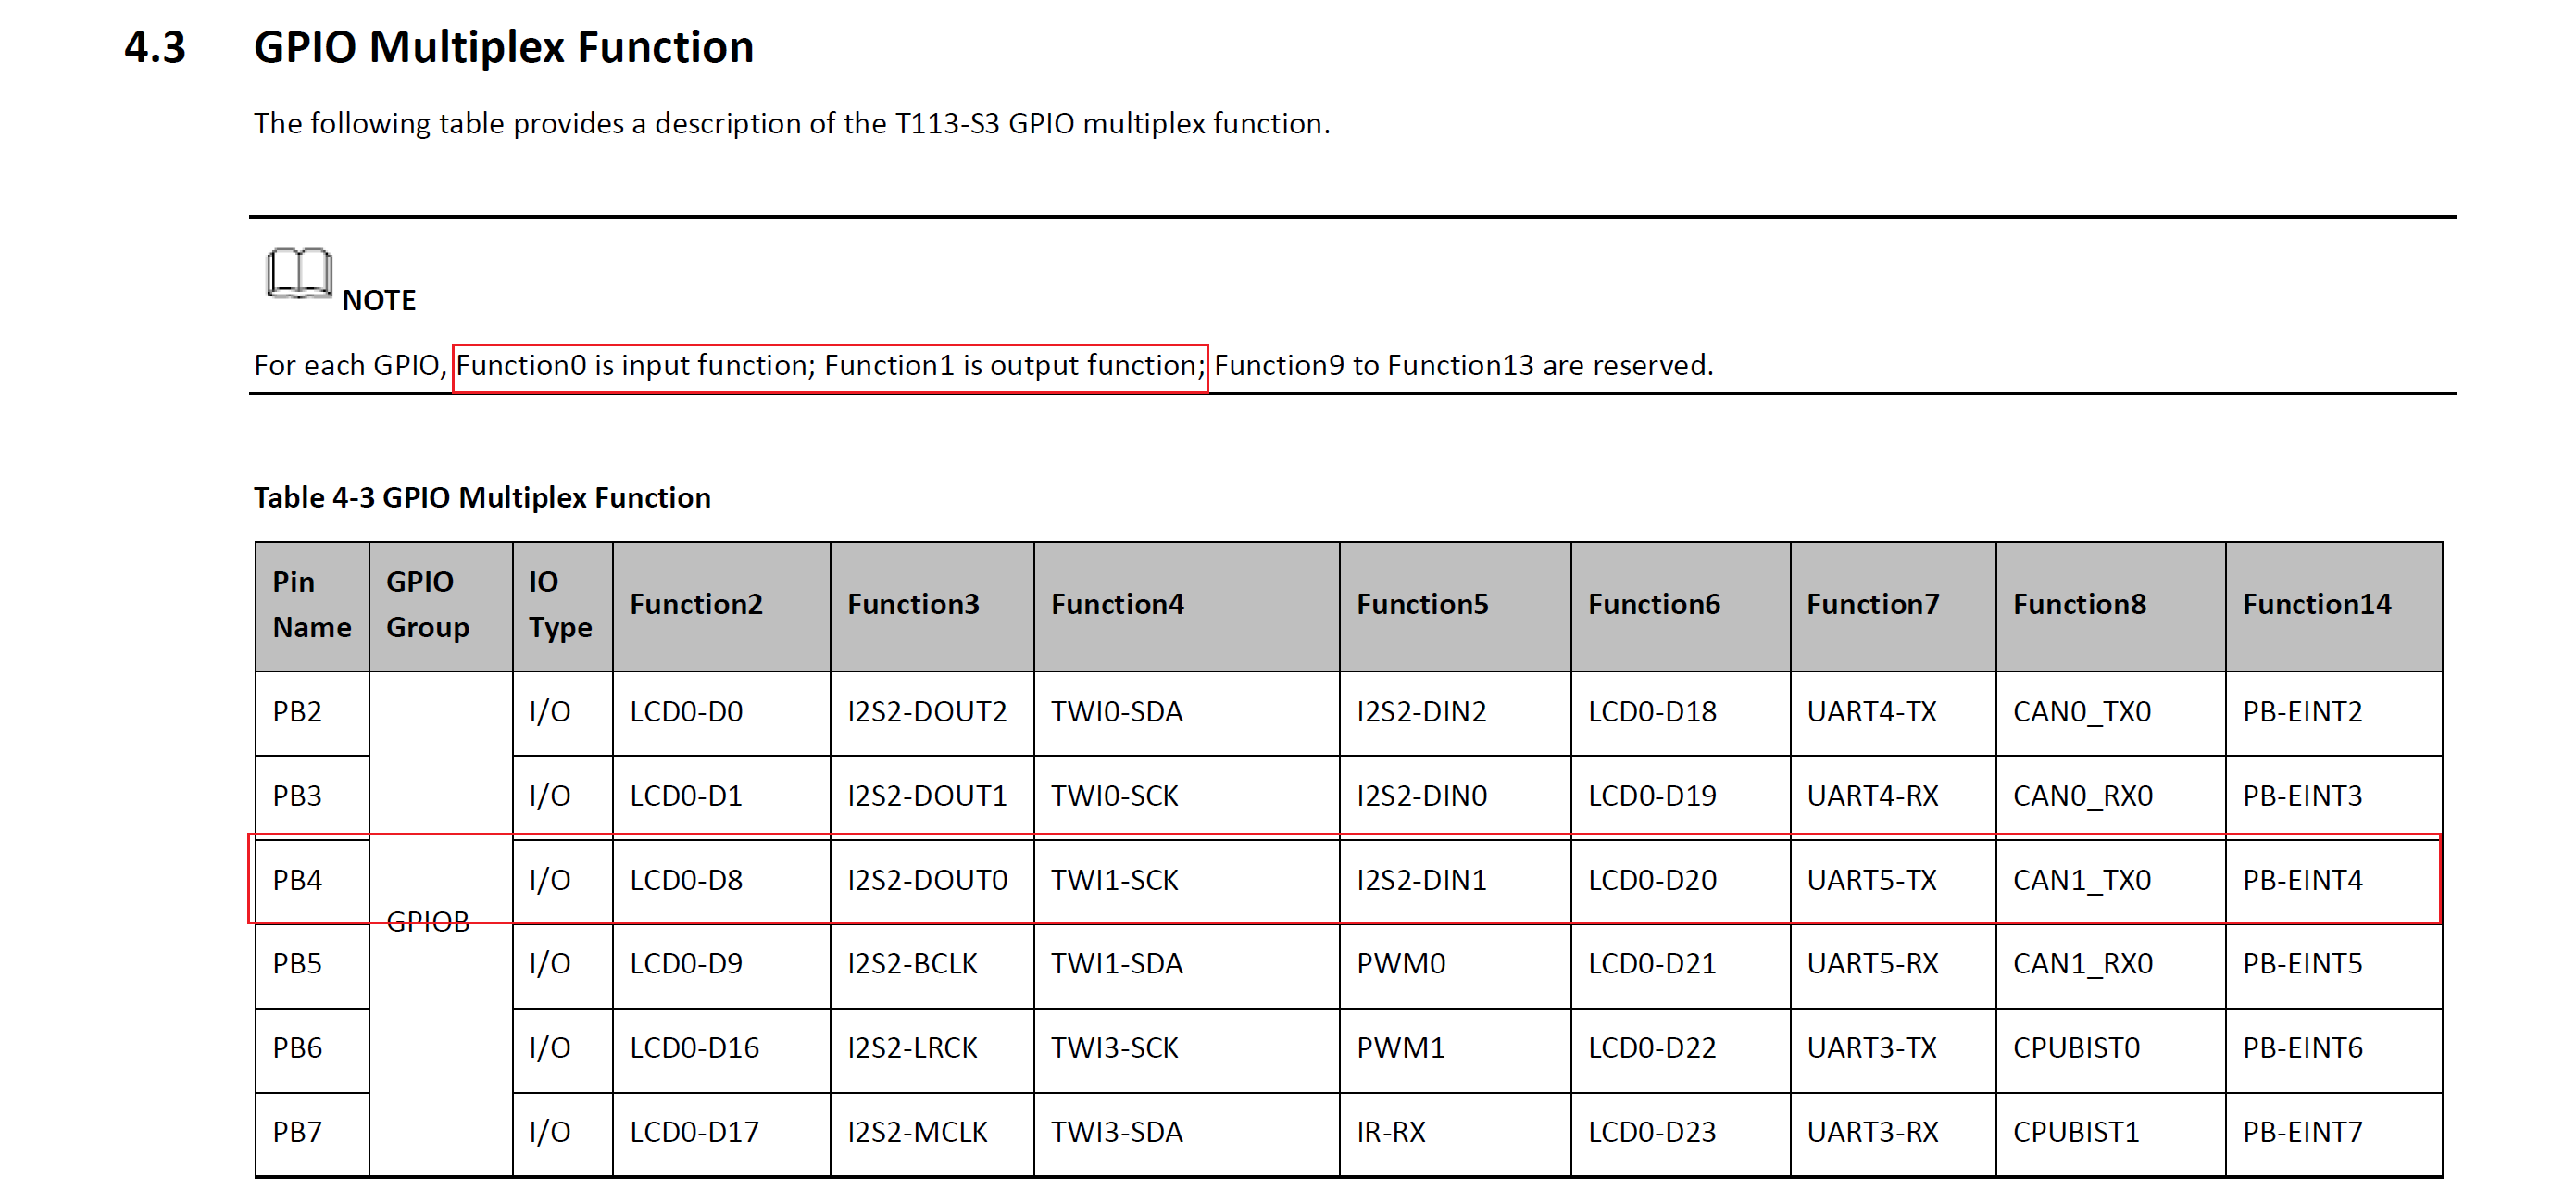 4.3 GPIO Multiplex Function
The following table provides a description of the T113-S3 GPIO multiplex function.
NOTE
For each GPIO, Function0 is input function; Function1 is output function; Function9 to Function13 are reserved.
Table 4-3 GPIO Multiplex Function
Pin Name GPIO Group IO Type Function2 Function3 Function4 Function5 Function6 Function7 Function8 Function14
PB2 I/O LCD0-D0 I2S2-DOUT2 TWI0-SDA I2S2-DIN2 LCD0-D18 UART4-TX CAN0_TX0 PB-EINT2
PB3 I/O LCD0-D1 I2S2-DOUT1 TWI0-SCK I2S2-DIN0 LCD0-D19 UART4-RX CAN0_RX0 PB-EINT3
PB4 I/O LCD0-D8 I2S2-DOUT0 TWI1-SCK I2S2-DIN1 LCD0-D20 UART5-TX CAN1_TX0 PB-EINT4
GPIOB
PB5 I/O LCD0-D9 I2S2-BCLK TWI1-SDA PWM0 LCD0-D21 UART5-RX CAN1_RX0 PB-EINT5
PB6 I/O LCD0-D16 I2S2-LRCK TWI3-SCK PWM1 LCD0-D22 UART3-TX CPUBIST0 PB-EINT6
PB7 I/O LCD0-D17 I2S2-MCLK TWI3-SDA IR-RX LCD0-D23 UART3-RX CPUBIST1 PB-EINT7